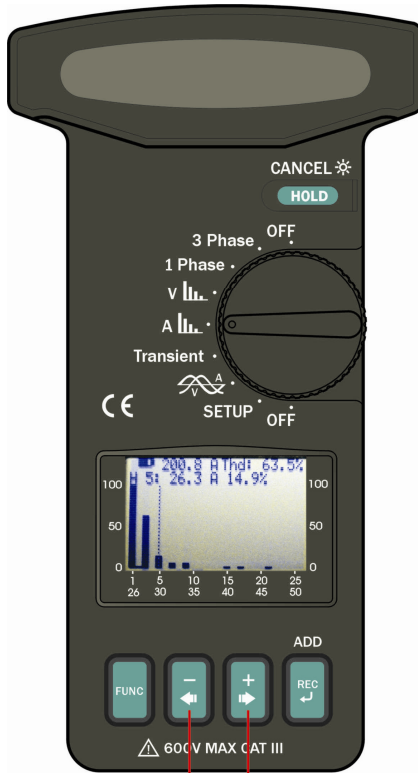 CANCEL
HOLD
OFF
3 Phase
1 Phase
V
A
Transient
A
V
SETUP
OFF
CE
200.8 A Thd: 63.5%
H 5: 26.3 A 14.9%
100 100
50 50
0 0
1 5 10 15 20 25
26 30 35 40 45 50
ADD
FUNC
−
+
REC
600V MAX CAT III